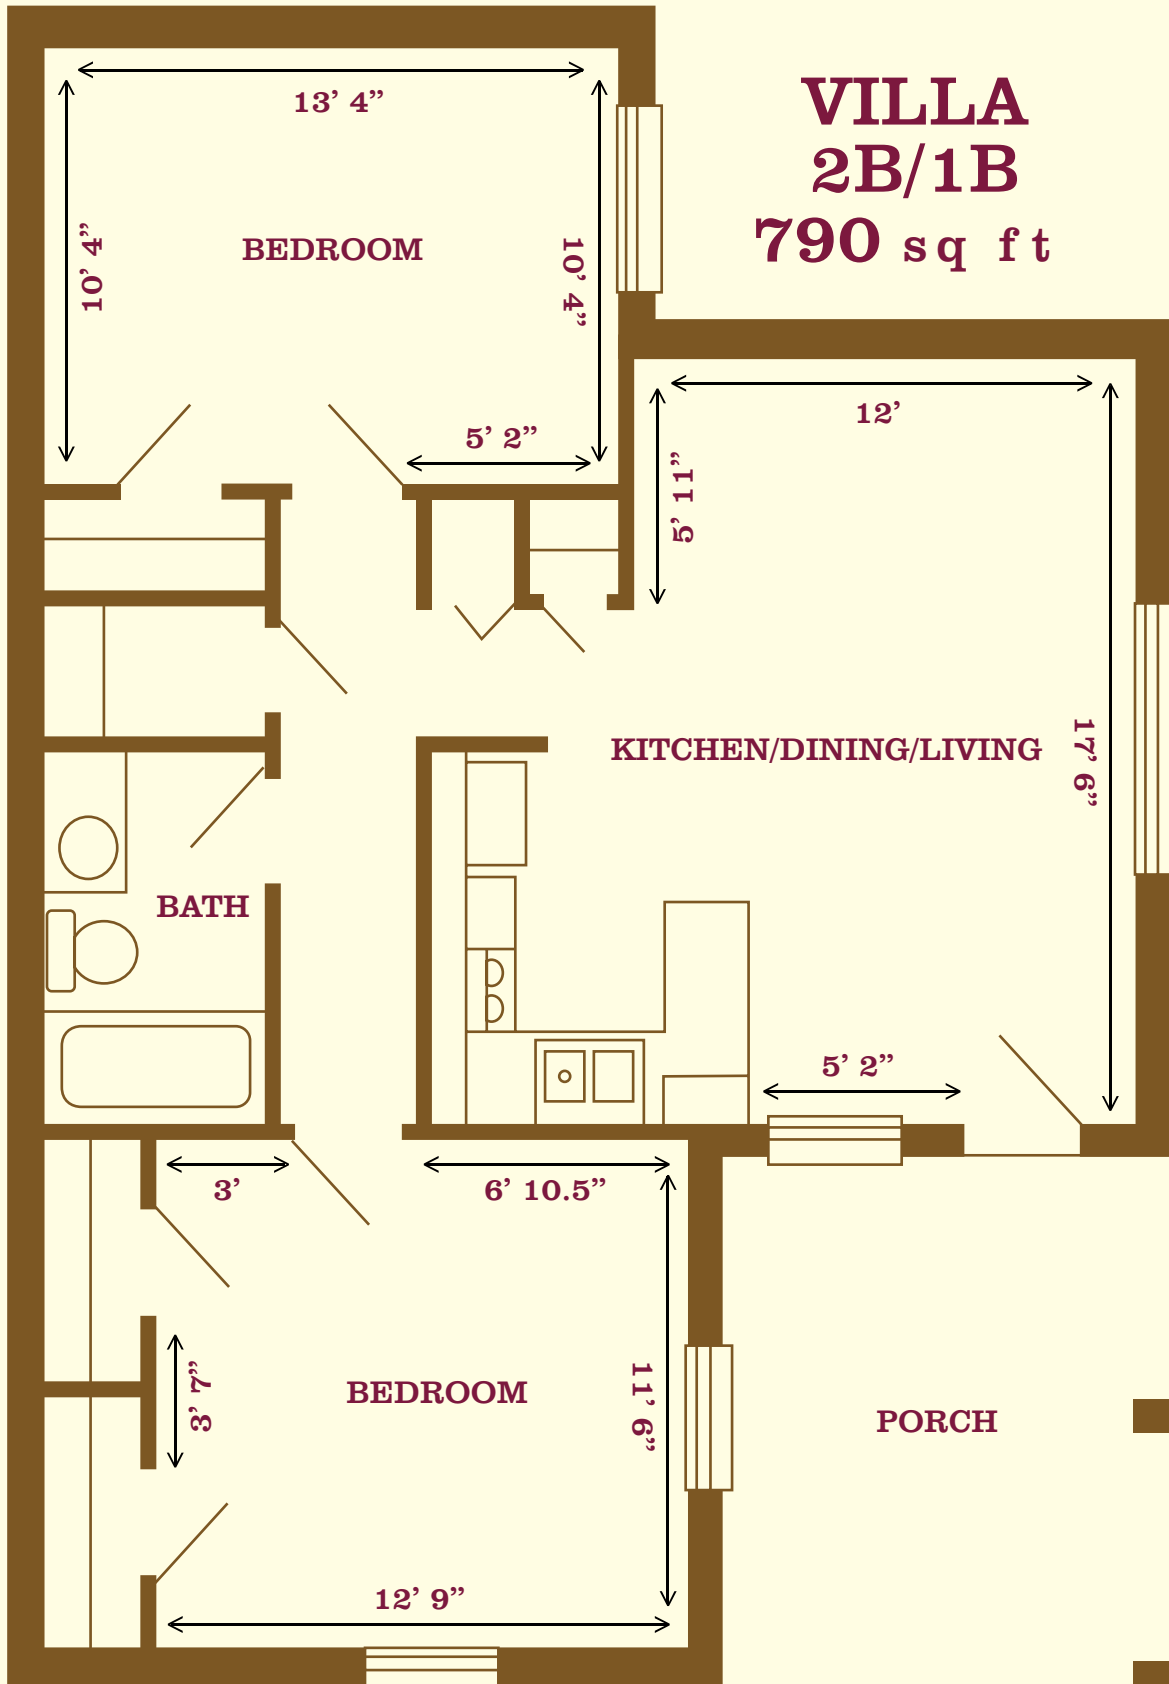 VILLA
2B/1B
790 sq ft
13’ 4”
10’ 4”
BEDROOM
10’ 4”
5’ 2”
12’
5’ 11”
KITCHEN/DINING/LIVING
17’ 6”
BATH
5’ 2”
3’
6’ 10.5”
3’ 7”
BEDROOM
11’ 6”
PORCH
12’ 9”